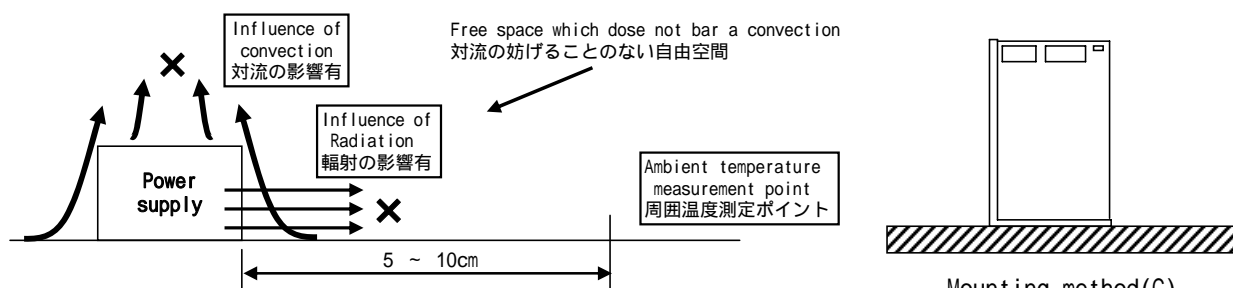 Influence of
convection
対流の影響有
Free space which dose not bar a convection
対流の妨げることのない自由空間
Influence of
Radiation
輻射の影響有
Power
supply
Ambient temperature
measurement point
周囲温度測定ポイント
5 ~ 10cm
Mounting method(C)